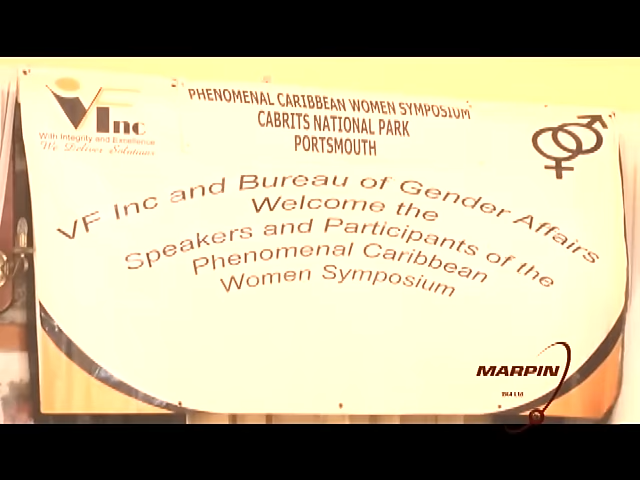 VF Inc
With Integrity and Excellence
We Deliver Solutions
PHENOMENAL CARIBBEAN WOMEN SYMPOSIUM
CABRITS NATIONAL PARK
PORTSMOUTH
VF Inc and Bureau of Gender Affairs
Welcome the
Speakers and Participants of the
Phenomenal Caribbean
Women Symposium
MARPIN